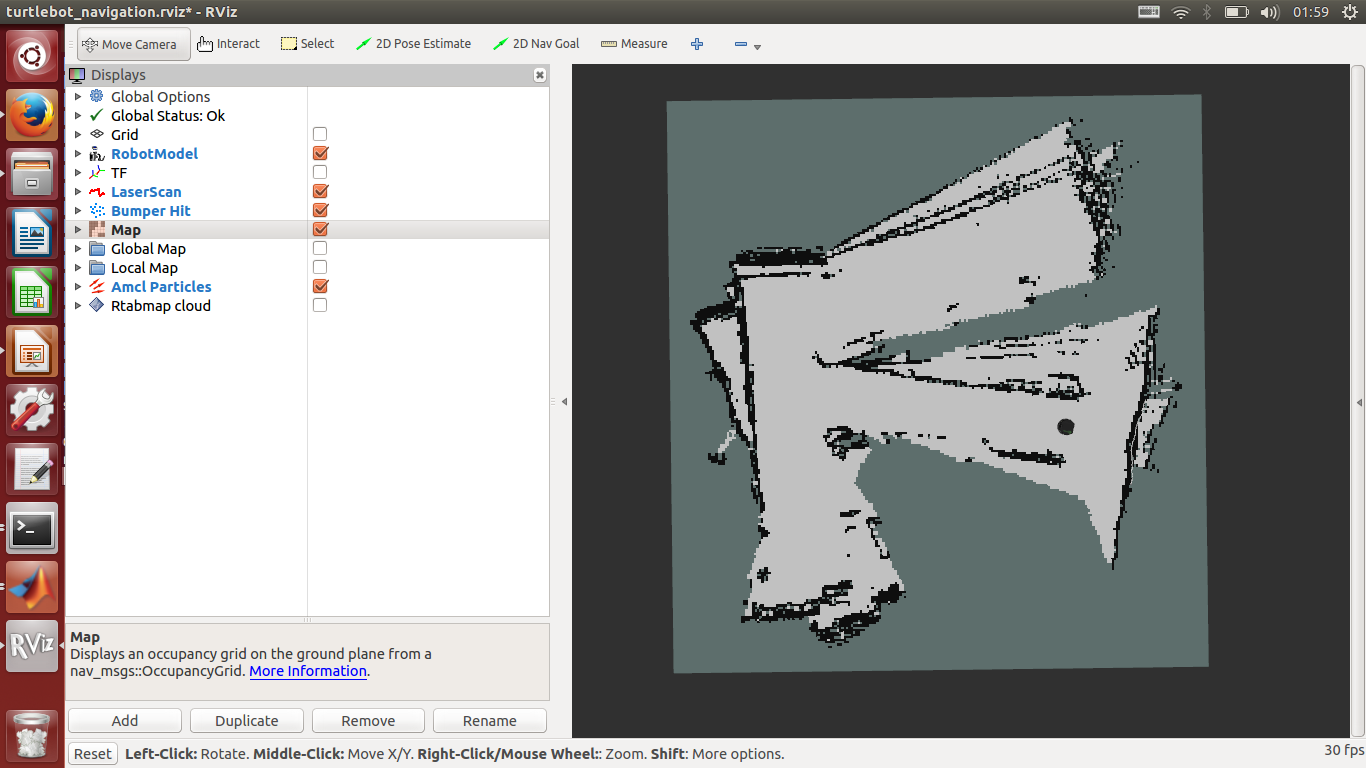 turtlebot_navigation.rviz* - RViz
01:59
Move Camera
Interact
Select
2D Pose Estimate
2D Nav Goal
Measure
Displays
Global Options
Global Status: Ok
Grid
RobotModel
TF
LaserScan
Bumper Hit
Map
Global Map
Local Map
Amcl Particles
Rtabmap cloud
RViz
Map
Displays an occupancy grid on the ground plane from a
nav_msgs::OccupancyGrid. More Information.
Add
Duplicate
Remove
Rename
Reset
Left-Click: Rotate. Middle-Click: Move X/Y. Right-Click/Mouse Wheel:: Zoom. Shift: More options.
30 fps